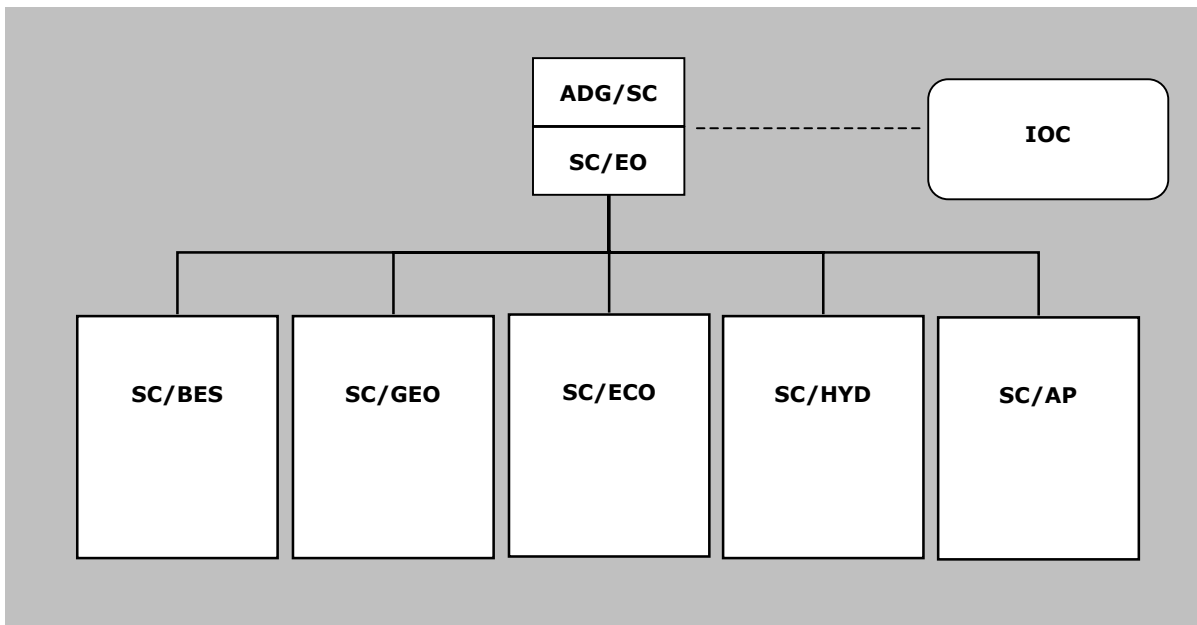 ADG/SC
SC/EO
IOC
SC/BES
SC/GEO
SC/ECO
SC/HYD
SC/AP